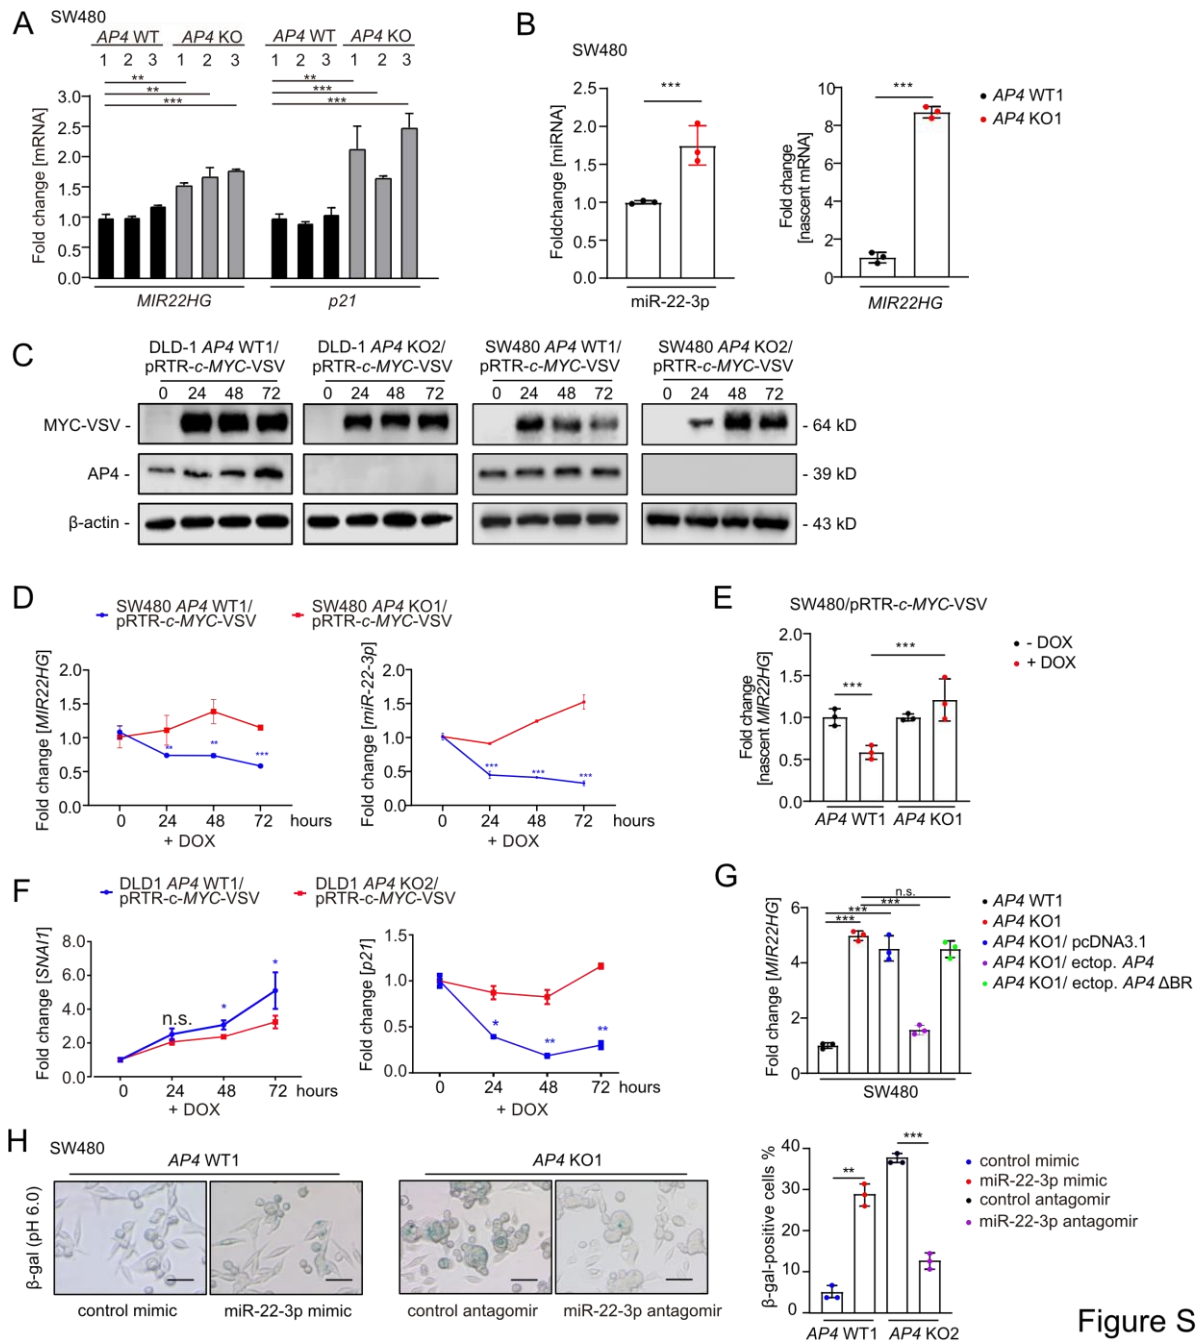 A
SW480
AP4 WT AP4 KO AP4 WT AP4 KO
1 2 3 1 2 3 1 2 3 1 2 3
** **
** ***
*** ***
Fold change [mRNA]
3.0
2.5
2.0
1.5
1.0
0.5
0.0
MIR22HG p21
B
SW480
Foldchange [miRNA]
2.5
2.0
1.5
1.0
0.5
0.0
***
miR-22-3p
Fold change
[nascent mRNA]
10
8
6
4
2
0
***
MIR22HG
AP4 WT1
AP4 KO1
C
DLD-1 AP4 WT1/
pRTR-c-MYC-VSV
DLD-1 AP4 KO2/
pRTR-c-MYC-VSV
SW480 AP4 WT1/
pRTR-c-MYC-VSV
SW480 AP4 KO2/
pRTR-c-MYC-VSV
0 24 48 72 0 24 48 72 0 24 48 72 0 24 48 72
MYC-VSV - - 64 kD
AP4 - - 39 kD
β-actin - - 43 kD
D
SW480 AP4 WT1/
pRTR-c-MYC-VSV
SW480 AP4 KO1/
pRTR-c-MYC-VSV
Fold change [MIR22HG]
2.0
1.5
1.0
0.5
0.0
** ** ***
0 24 48 72 hours
+ DOX
Fold change [miR-22-3p]
2.0
1.5
1.0
0.5
0.0
*** *** ***
0 24 48 72 hours
+ DOX
E
SW480/pRTR-c-MYC-VSV
Fold change
[nascent MIR22HG]
2.0
1.5
1.0
0.5
0.0
*** ***
AP4 WT1 AP4 KO1
- DOX
+ DOX
F
DLD1 AP4 WT1/
pRTR-c-MYC-VSV
DLD1 AP4 KO2/
pRTR-c-MYC-VSV
Fold change [SNAI1]
8.0
6.0
4.0
2.0
0.0
n.s. * *
0 24 48 72 hours
+ DOX
Fold change [p21]
1.5
1.0
0.5
0.0
* ** **
0 24 48 72 hours
+ DOX
G
Fold change [MIR22HG]
6
4
2
0
n.s.
***
***
***
SW480
AP4 WT1
AP4 KO1
AP4 KO1/ pcDNA3.1
AP4 KO1/ ectop. AP4
AP4 KO1/ ectop. AP4 ΔBR
H
SW480
AP4 WT1 AP4 KO1
β-gal (pH 6.0)
control mimic miR-22-3p mimic control antagomir miR-22-3p antagomir
β-gal-positive cells %
40
30
20
10
0
** ***
AP4 WT1 AP4 KO2
control mimic
miR-22-3p mimic
control antagomir
miR-22-3p antagomir
Figure S